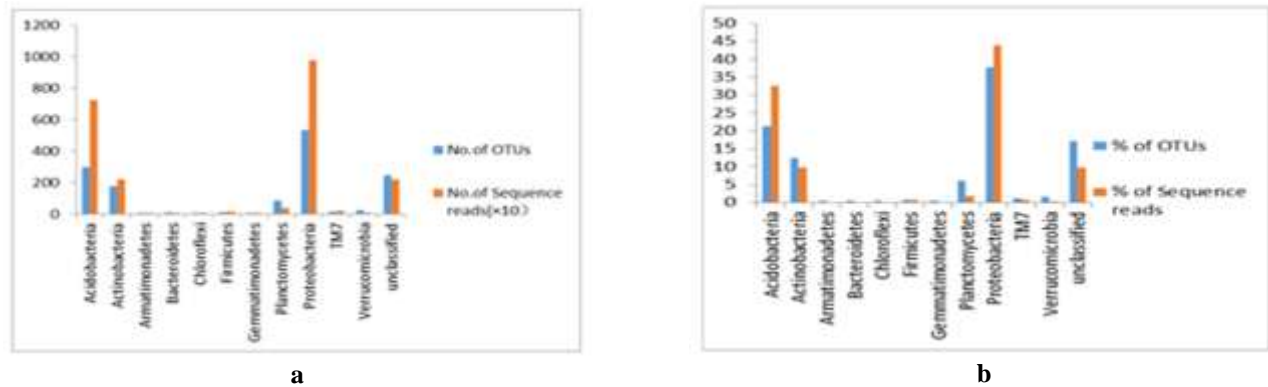 1200
1000
800
600
400
200
0
Acidobacteria
Actinobacteria
Armatimonadetes
Bacteroidetes
Chloroflexi
Firmicutes
Gemmatimonadetes
Planctomycetes
Proteobacteria
TM7
Verrucomicrobia
unclassified
No.of OTUs
No.of Sequence
reads(×10）
a
50
45
40
35
30
25
20
15
10
5
0
Acidobacteria
Actinobacteria
Armatimonadetes
Bacteroidetes
Chloroflexi
Firmicutes
Gemmatimonadetes
Planctomycetes
Proteobacteria
TM7
Verrucomicrobia
unclassified
% of OTUs
% of Sequence
reads
b